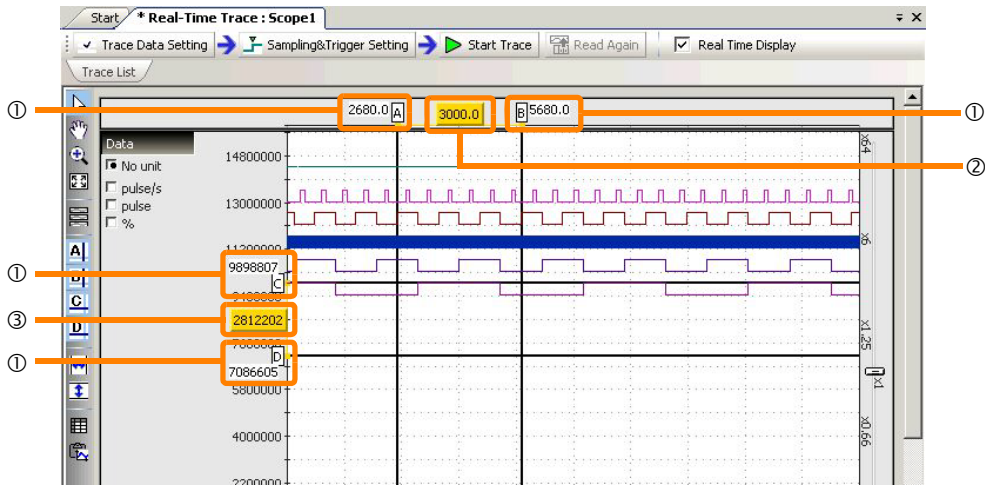 Start * Real-Time Trace : Scope1
Trace Data Setting Sampling&Trigger Setting Start Trace Read Again Real Time Display
Trace List
① 2680.0 A 3000.0 B 5680.0 ①
②
Data
No unit
pulse/s
pulse
%
x64
14800000
13000000
11200000
x6
① 9898807
C
③ 2812202
x1.25
D
① 7086605
5800000
x1
4000000
x0.66
2200000
A
B
C
D